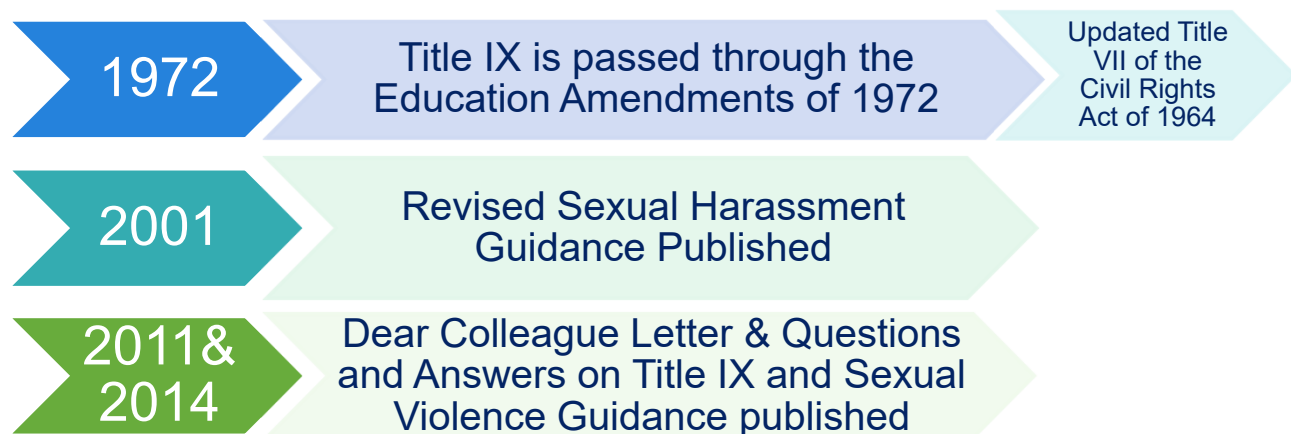 1972
Title IX is passed through the
Education Amendments of 1972
Updated Title
VII of the
Civil Rights
Act of 1964
2001
Revised Sexual Harassment
Guidance Published
2011&
2014
Dear Colleague Letter & Questions
and Answers on Title IX and Sexual
Violence Guidance published